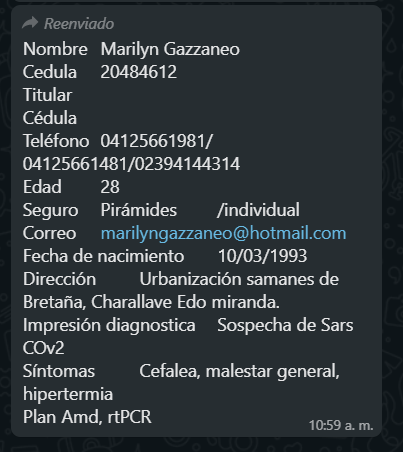 Reenviado
Nombre Marilyn Gazzaneo
Cedula 20484612
Titular
Cédula
Teléfono 04125661981/
04125661481/02394144314
Edad 28
Seguro Pirámides /individual
Correo marilyngazzaneo@hotmail.com
Fecha de nacimiento 10/03/1993
Dirección Urbanización samanes de
Bretaña, Charallave Edo miranda.
Impresión diagnostica Sospecha de Sars
COv2
Síntomas Cefalea, malestar general,
hipertermia
Plan Amd, rtPCR
10:59 a. m.